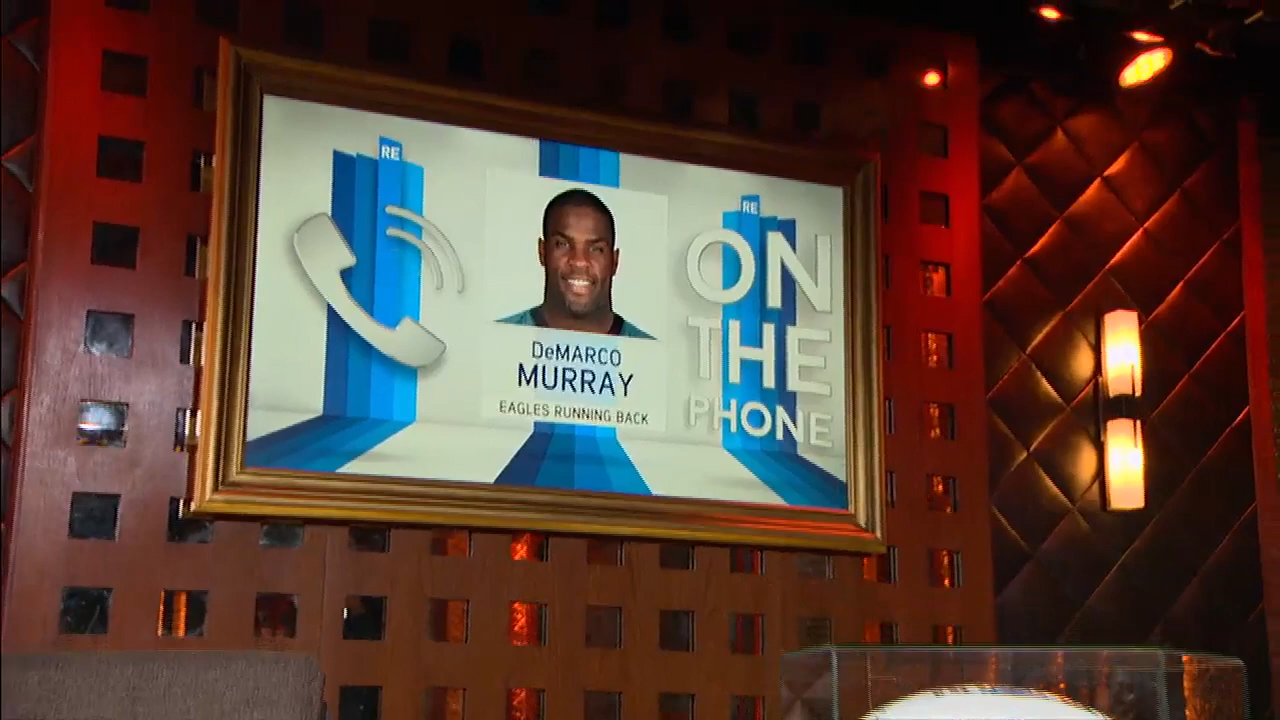 RE
DeMARCO
MURRAY
EAGLES RUNNING BACK
RE
ON
THE
PHONE